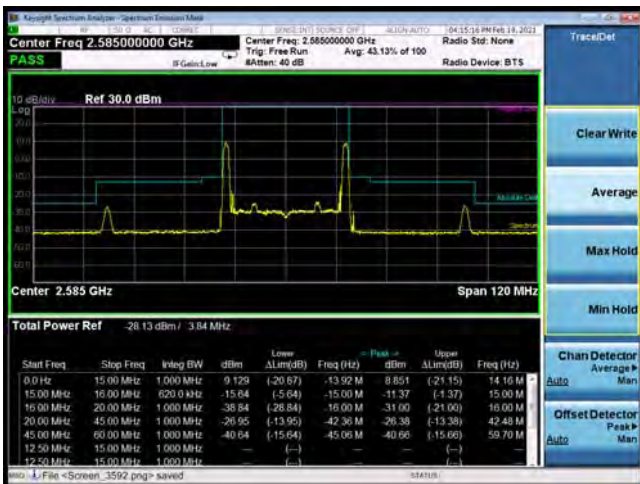 Keysight Spectrum Analyzer - Spectrum Emission Mask
RF 50 Ω AC CORREC SENSE:INT SOURCE OFF ALIGN AUTO 04:15:16 PM Feb 19, 2021
Center Freq 2.585000000 GHz
Center Freq: 2.585000000 GHz
Radio Std: None
Trace/Det
Trig: Free Run
Avg: 43.13% of 100
PASS
IFGain:Low
#Atten: 40 dB
Radio Device: BTS
10 dB/div
Ref 30.0 dBm
Log
Clear Write
Average
Max Hold
Min Hold
Center 2.585 GHz
Span 120 MHz
Total Power Ref
-28.13 dBm / 3.84 MHz
Lower
<- Peak ->
Upper
Start Freq Stop Freq Integ BW dBm ΔLim(dB) Freq (Hz) dBm ΔLim(dB) Freq (Hz)
0.0 Hz 15.00 MHz 1.000 MHz 9.129 (-20.67) -13.92 M 8.851 (-21.15) 14.16 M
15.00 MHz 16.00 MHz 620.0 kHz -15.64 (-5.64) -15.00 M -11.37 (-1.37) 15.00 M
16.00 MHz 20.00 MHz 1.000 MHz -38.84 (-28.84) -16.00 M -31.00 (-21.00) 16.00 M
20.00 MHz 45.00 MHz 1.000 MHz -26.95 (-13.95) -42.36 M -26.38 (-13.38) 42.48 M
45.00 MHz 60.00 MHz 1.000 MHz -40.64 (-15.64) -45.06 M -40.66 (-15.66) 59.70 M
12.50 MHz 15.00 MHz 1.000 MHz --- (---) --- --- (---) ---
12.50 MHz 15.00 MHz 1.000 MHz --- (---) --- --- (---) ---
Chan Detector
Average
Auto Man
Offset Detector
Peak
Auto Man
MSG File <Screen_3592.png> saved
STATUS